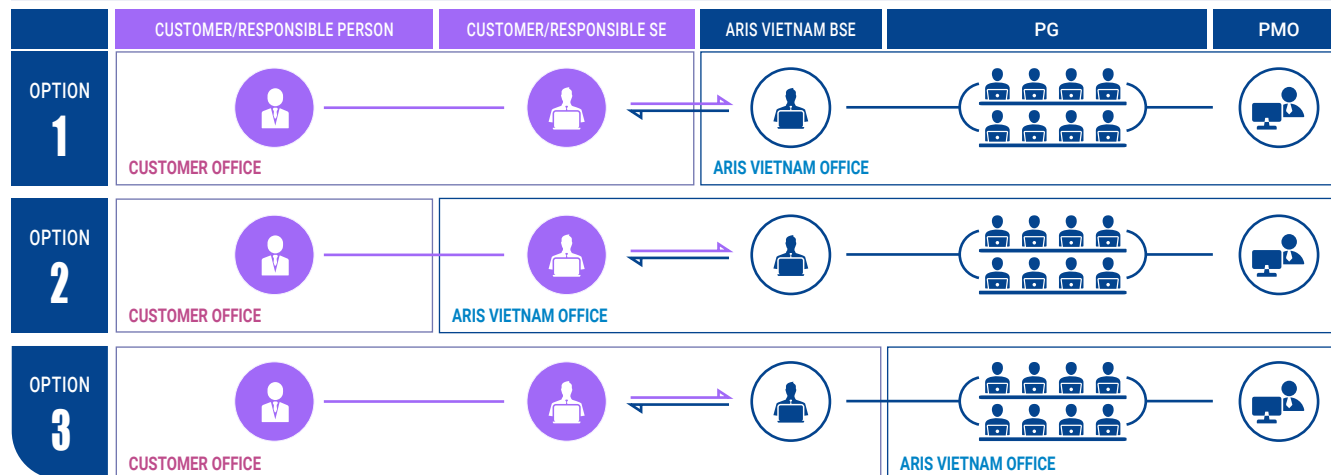 CUSTOMER/RESPONSIBLE PERSON
CUSTOMER/RESPONSIBLE SE
ARIS VIETNAM BSE
PG
PMO
OPTION
1
CUSTOMER OFFICE
ARIS VIETNAM OFFICE
OPTION
2
CUSTOMER OFFICE
ARIS VIETNAM OFFICE
OPTION
3
CUSTOMER OFFICE
ARIS VIETNAM OFFICE